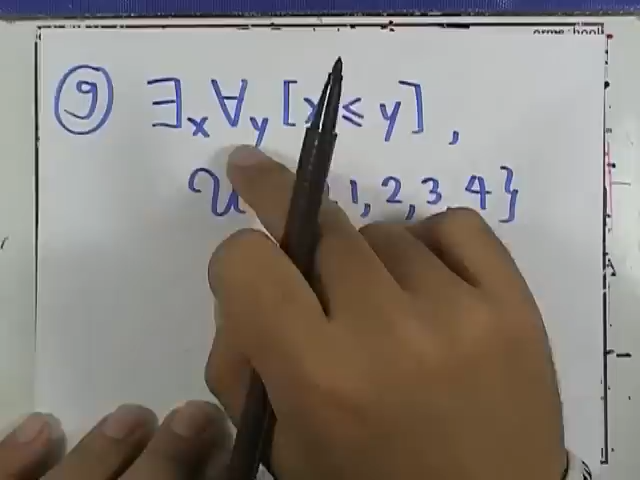 ⑨ ∃x ∀y [x ≤ y] ,
𝒰 1, 2, 3, 4}